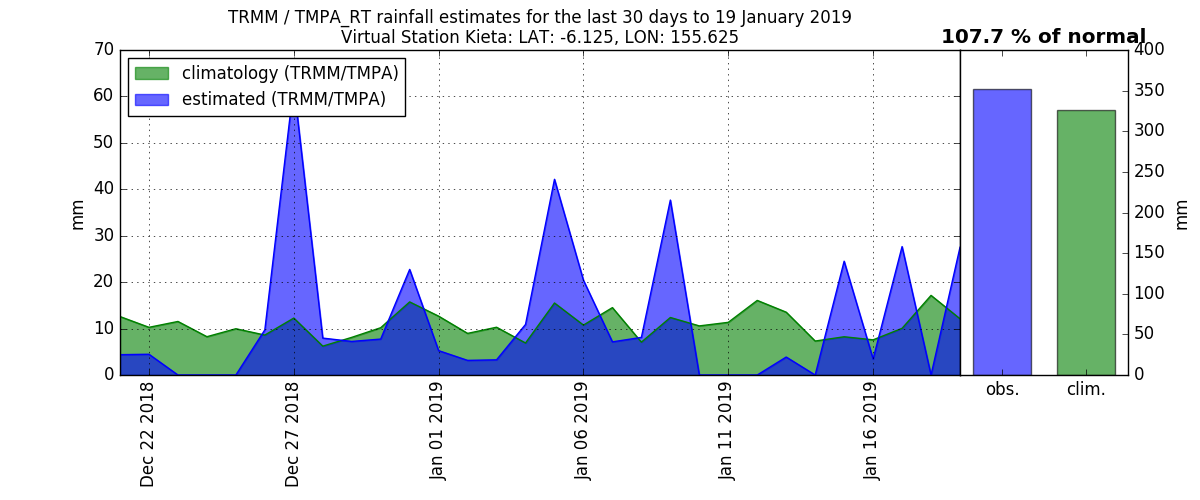 TRMM / TMPA_RT rainfall estimates for the last 30 days to 19 January 2019
Virtual Station Kieta: LAT: -6.125, LON: 155.625
107.7 % of normal
climatology (TRMM/TMPA)
estimated (TRMM/TMPA)
70
60
50
40
30
20
10
0
mm
Dec 22 2018
Dec 27 2018
Jan 01 2019
Jan 06 2019
Jan 11 2019
Jan 16 2019
obs.
clim.
400
350
300
250
200
150
100
50
0
mm